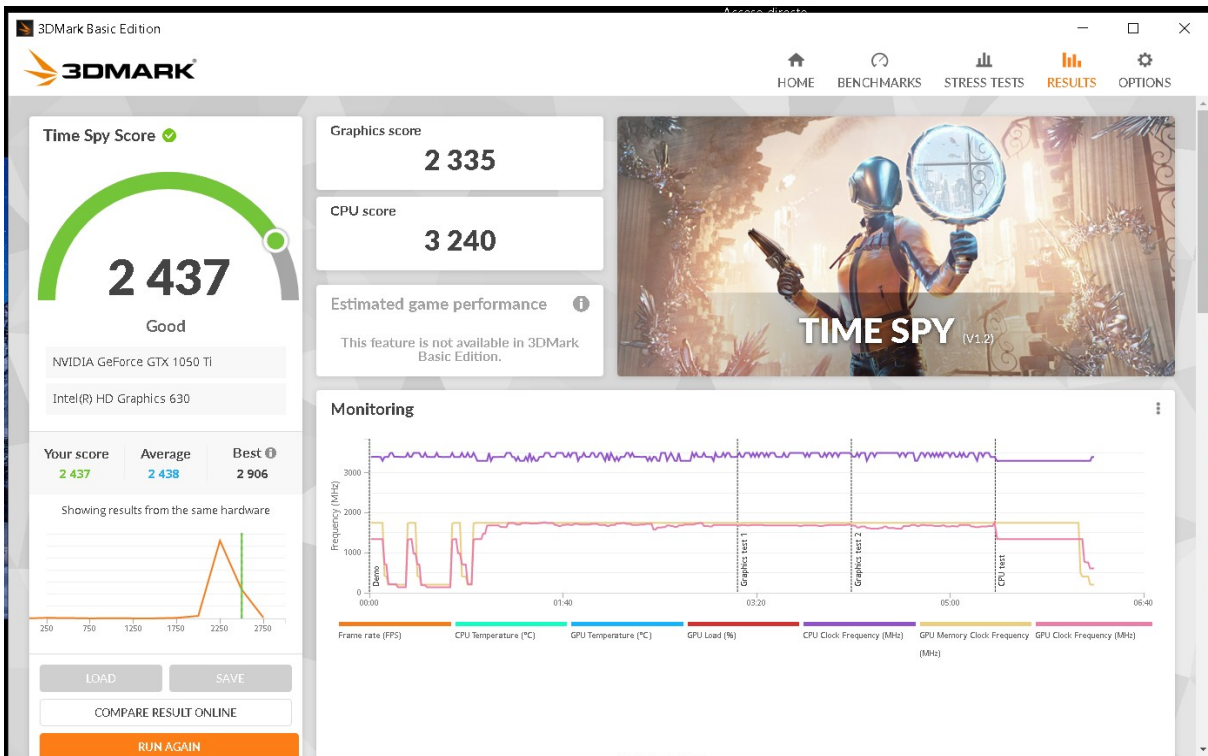 Acceso directo
3DMark Basic Edition
3DMARK
HOME
BENCHMARKS
STRESS TESTS
RESULTS
OPTIONS
Time Spy Score
2 437
Good
NVIDIA GeForce GTX 1050 Ti
Intel(R) HD Graphics 630
Your score Average Best
2 437 2 438 2 906
Showing results from the same hardware
250 750 1250 1750 2250 2750
LOAD SAVE
COMPARE RESULT ONLINE
RUN AGAIN
Graphics score
2 335
CPU score
3 240
Estimated game performance
This feature is not available in 3DMark
Basic Edition.
TIME SPY (V1.2)
Monitoring
Frequency (MHz)
3000
2000
1000
0
Demo
Graphics test 1
Graphics test 2
CPU test
00:00 01:40 03:20 05:00 06:40
Frame rate (FPS)
CPU Temperature (°C)
GPU Temperature (°C)
GPU Load (%)
CPU Clock Frequency (MHz)
GPU Memory Clock Frequency
(MHz)
GPU Clock Frequency (MHz)